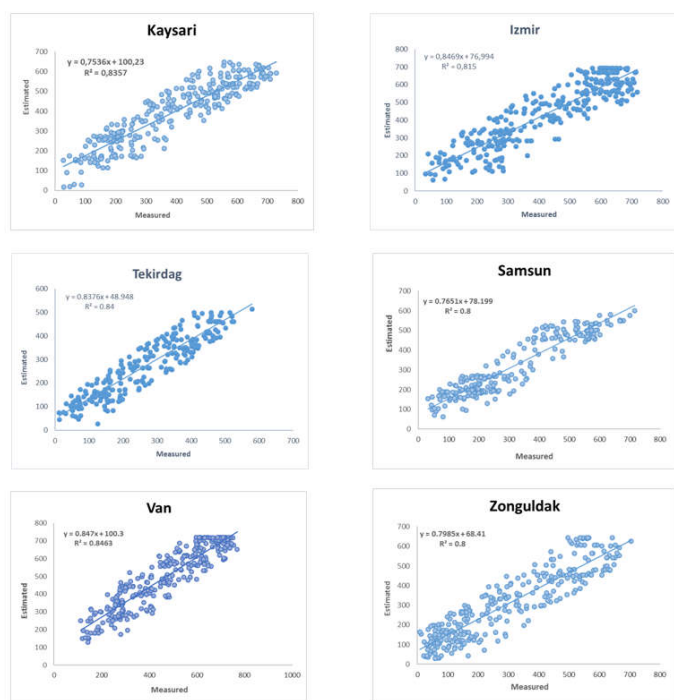 Kaysari
y = 0,7536x + 100,23
R² = 0,8357
Estimated
700
600
500
400
300
200
100
0
0 100 200 300 400 500 600 700 800
Measured
Izmir
y = 0,8469x + 76,994
R² = 0,815
Estimated
800
700
600
500
400
300
200
100
0
0 100 200 300 400 500 600 700 800
Measured
Tekirdag
y = 0.8376x + 48.948
R² = 0.84
Estimated
600
500
400
300
200
100
0
0 100 200 300 400 500 600 700
Measured
Samsun
y = 0.7651x + 78.199
R² = 0.8
Estimated
700
600
500
400
300
200
100
0
0 100 200 300 400 500 600 700 800
Measured
Van
y = 0.847x + 100.3
R² = 0.8463
Estimated
800
700
600
500
400
300
200
100
0
0 200 400 600 800 1000
Measured
Zonguldak
y = 0.7985x + 68.41
R² = 0.8
Estimated
700
600
500
400
300
200
100
0
0 100 200 300 400 500 600 700 800
Measured